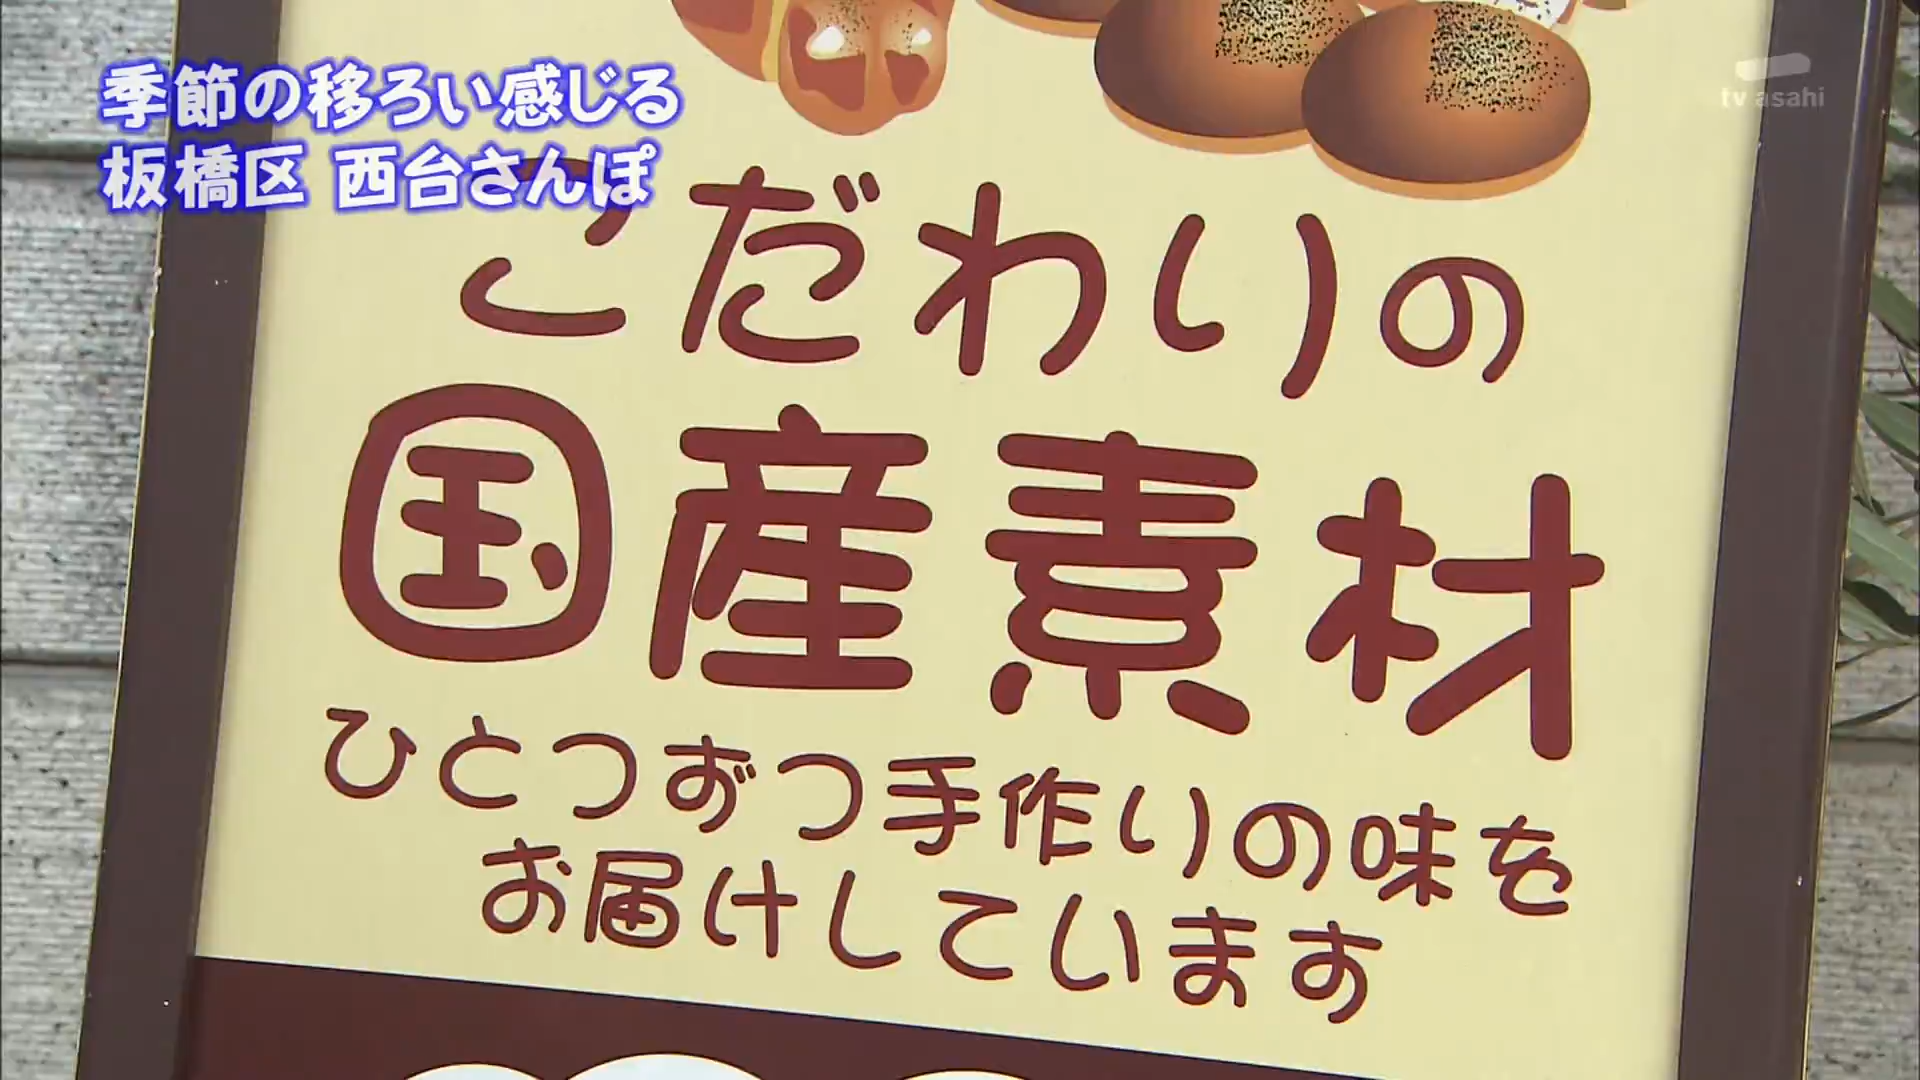 季節の移ろい感じる
板橋区 西台さんぽ
tv asahi
こだわりの
国産素材
ひとつずつ手作りの味を
お届けしています